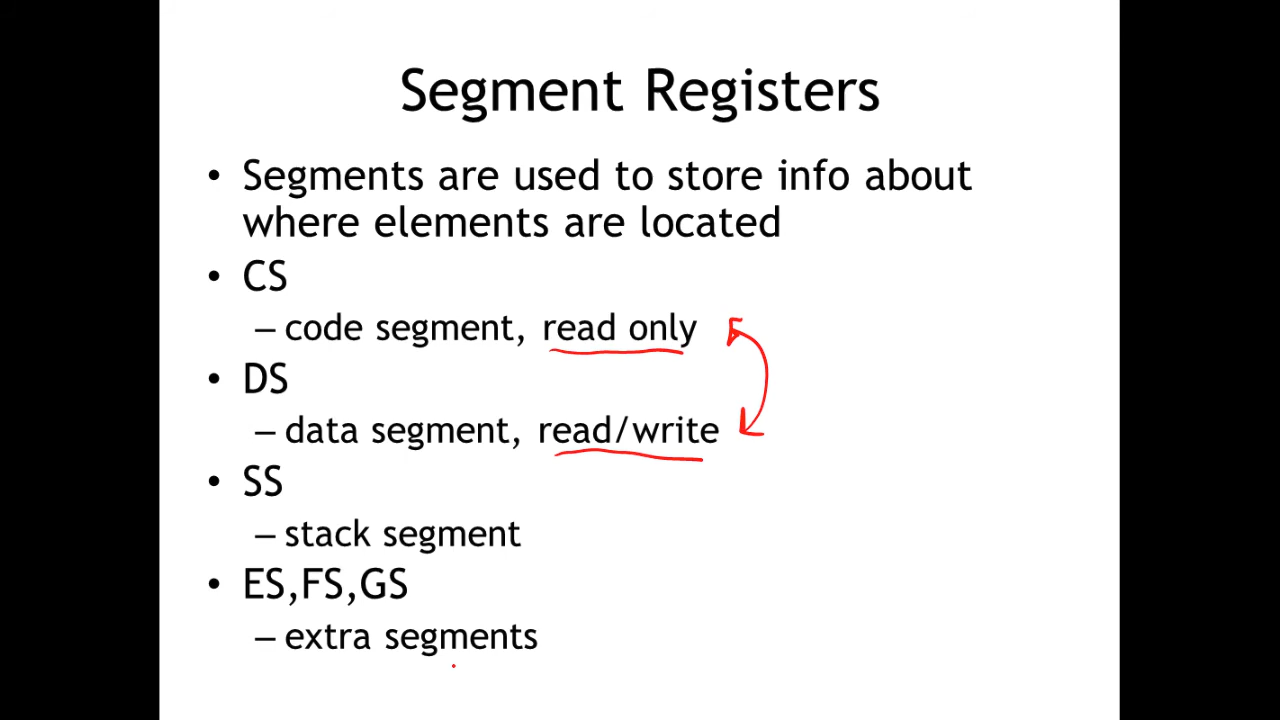 Segment Registers
• Segments are used to store info about
where elements are located
• CS
– code segment, read only
• DS
– data segment, read/write
• SS
– stack segment
• ES,FS,GS
– extra segments